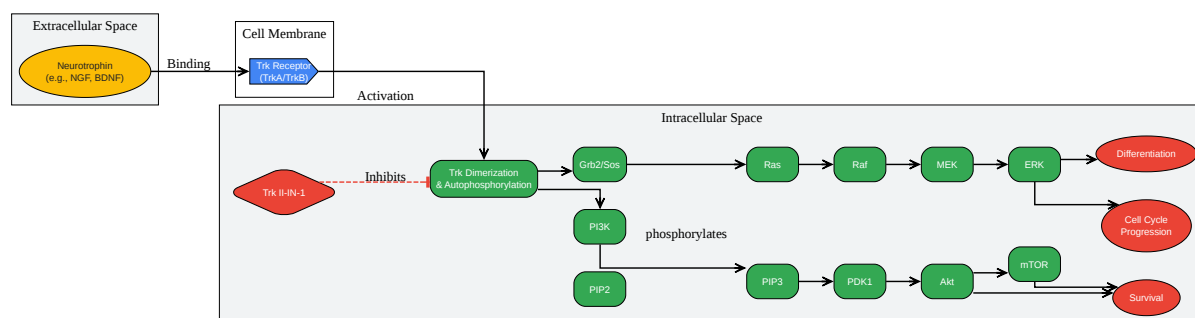 Extracellular Space
Neurotrophin
(e.g., NGF, BDNF)
Binding
Cell Membrane
Trk Receptor
(TrkA/TrkB)
Activation
Intracellular Space
Trk II-IN-1
Inhibits
Trk Dimerization
& Autophosphorylation
Grb2/Sos
Ras
Raf
MEK
ERK
Differentiation
Cell Cycle
Progression
PI3K
phosphorylates
PIP2
PIP3
PDK1
Akt
mTOR
Survival